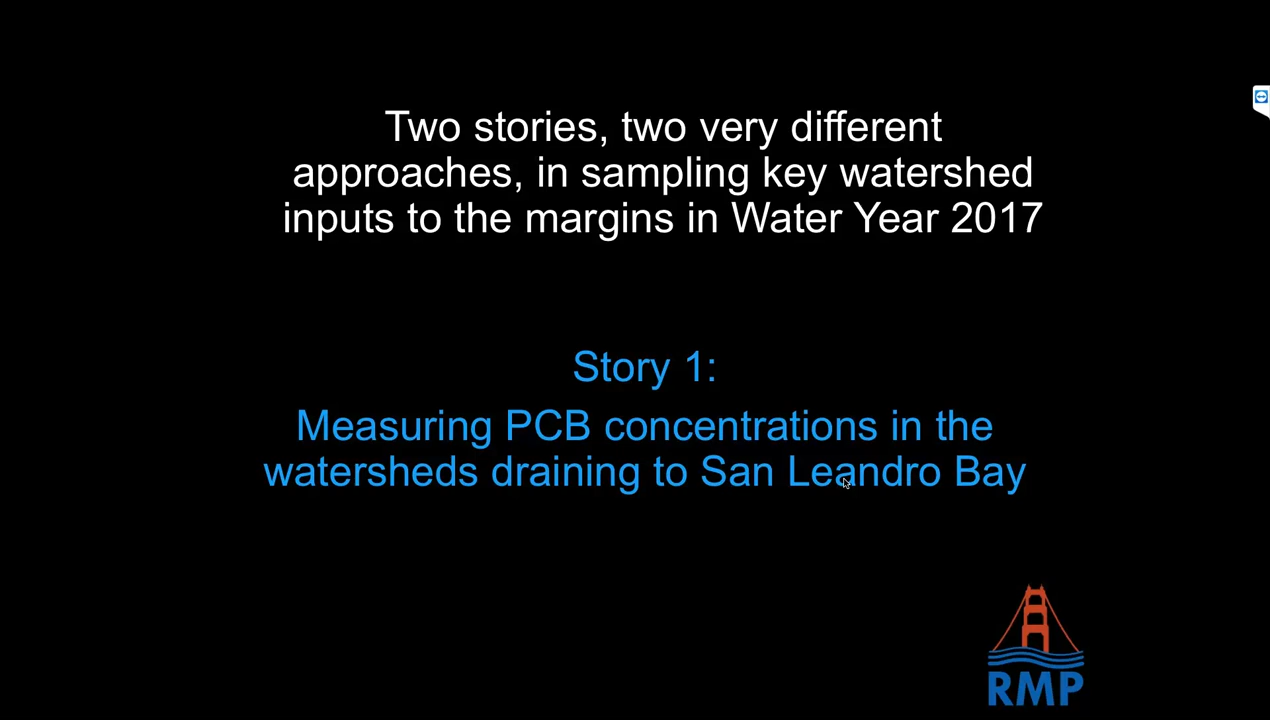 Two stories, two very different
approaches, in sampling key watershed
inputs to the margins in Water Year 2017
Story 1:
Measuring PCB concentrations in the
watersheds draining to San Leandro Bay
RMP